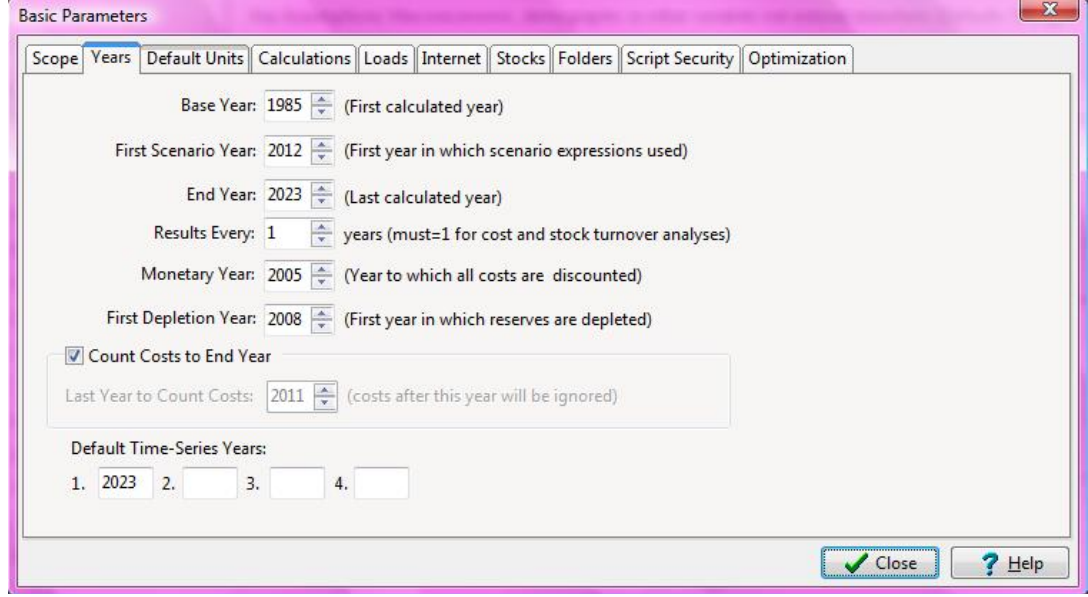 Basic Parameters
Scope Years Default Units Calculations Loads Internet Stocks Folders Script Security Optimization
Base Year: 1985 (First calculated year)
First Scenario Year: 2012 (First year in which scenario expressions used)
End Year: 2023 (Last calculated year)
Results Every: 1 years (must=1 for cost and stock turnover analyses)
Monetary Year: 2005 (Year to which all costs are discounted)
First Depletion Year: 2008 (First year in which reserves are depleted)
Count Costs to End Year
Last Year to Count Costs: 2011 (costs after this year will be ignored)
Default Time-Series Years:
1. 2023 2. 3. 4.
Close Help